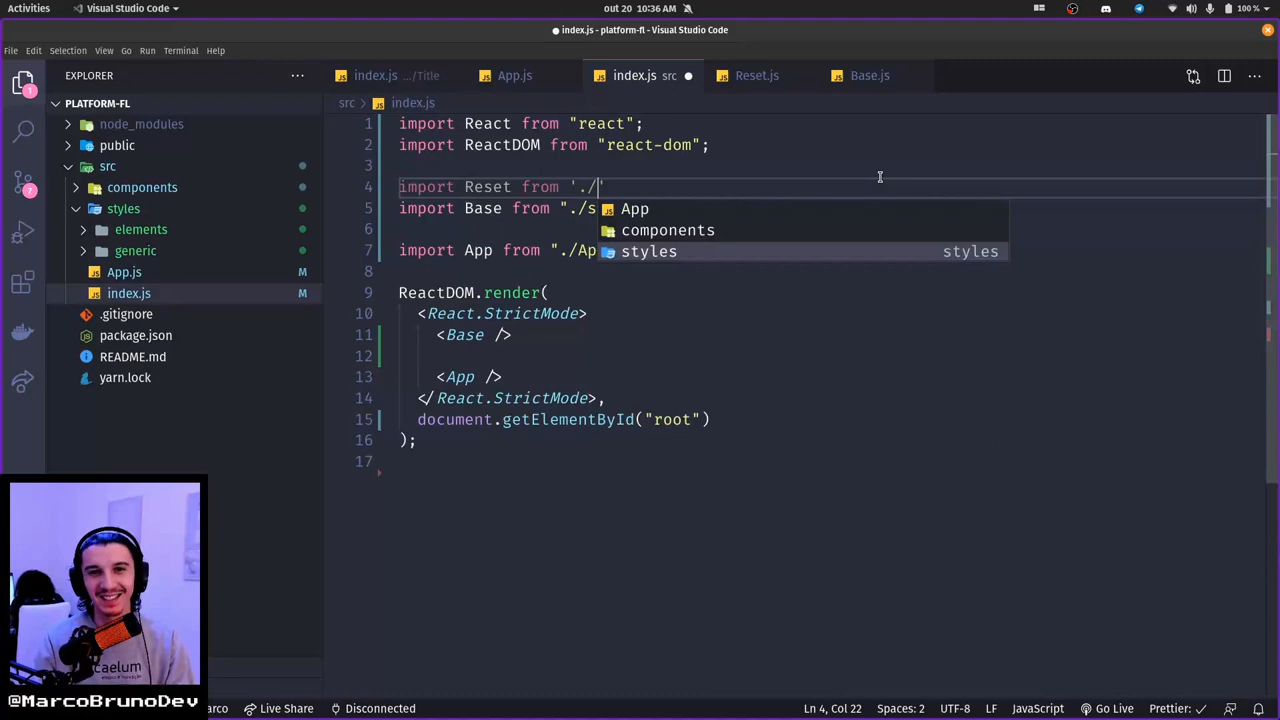 Activities
Visual Studio Code
out 20 10:36 AM
100 %
● index.js - platform-fl - Visual Studio Code
File Edit Selection View Go Run Terminal Help
EXPLORER
index.js .../Title
App.js
index.js src
Reset.js
Base.js
PLATFORM-FL
src > index.js
node_modules
public
src
components
styles
elements
generic
App.js M
index.js M
.gitignore
package.json
README.md
yarn.lock
1
7
1 import React from "react";
2 import ReactDOM from "react-dom";
3
4 import Reset from './'
5 import Base from "./s
6
7 import App from "./Ap
8
9 ReactDOM.render(
10 <React.StrictMode>
11 <Base />
12
13 <App />
14 </React.StrictMode>,
15 document.getElementById("root")
16 );
17
App
components
styles styles
caelum
@MarcoBrunoDev
arco
Live Share
Disconnected
Ln 4, Col 22
Spaces: 2
UTF-8
LF
JavaScript
Go Live
Prettier: ✓